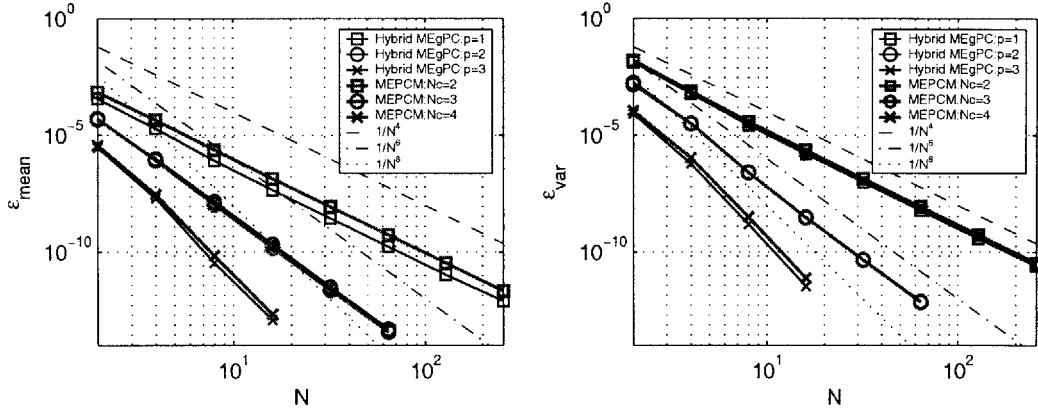 10^0
10^-5
10^-10
ε_mean
10^1
10^2
N
Hybrid MEgPC:p=1
Hybrid MEgPC:p=2
Hybrid MEgPC:p=3
MEPCM:Nc=2
MEPCM:Nc=3
MEPCM:Nc=4
1/N^4
1/N^6
1/N^8
10^0
10^-5
10^-10
ε_var
10^1
10^2
N
Hybrid MEgPC:p=1
Hybrid MEgPC:p=2
Hybrid MEgPC:p=3
MEPCM:Nc=2
MEPCM:Nc=3
MEPCM:Nc=4
1/N^4
1/N^6
1/N^8